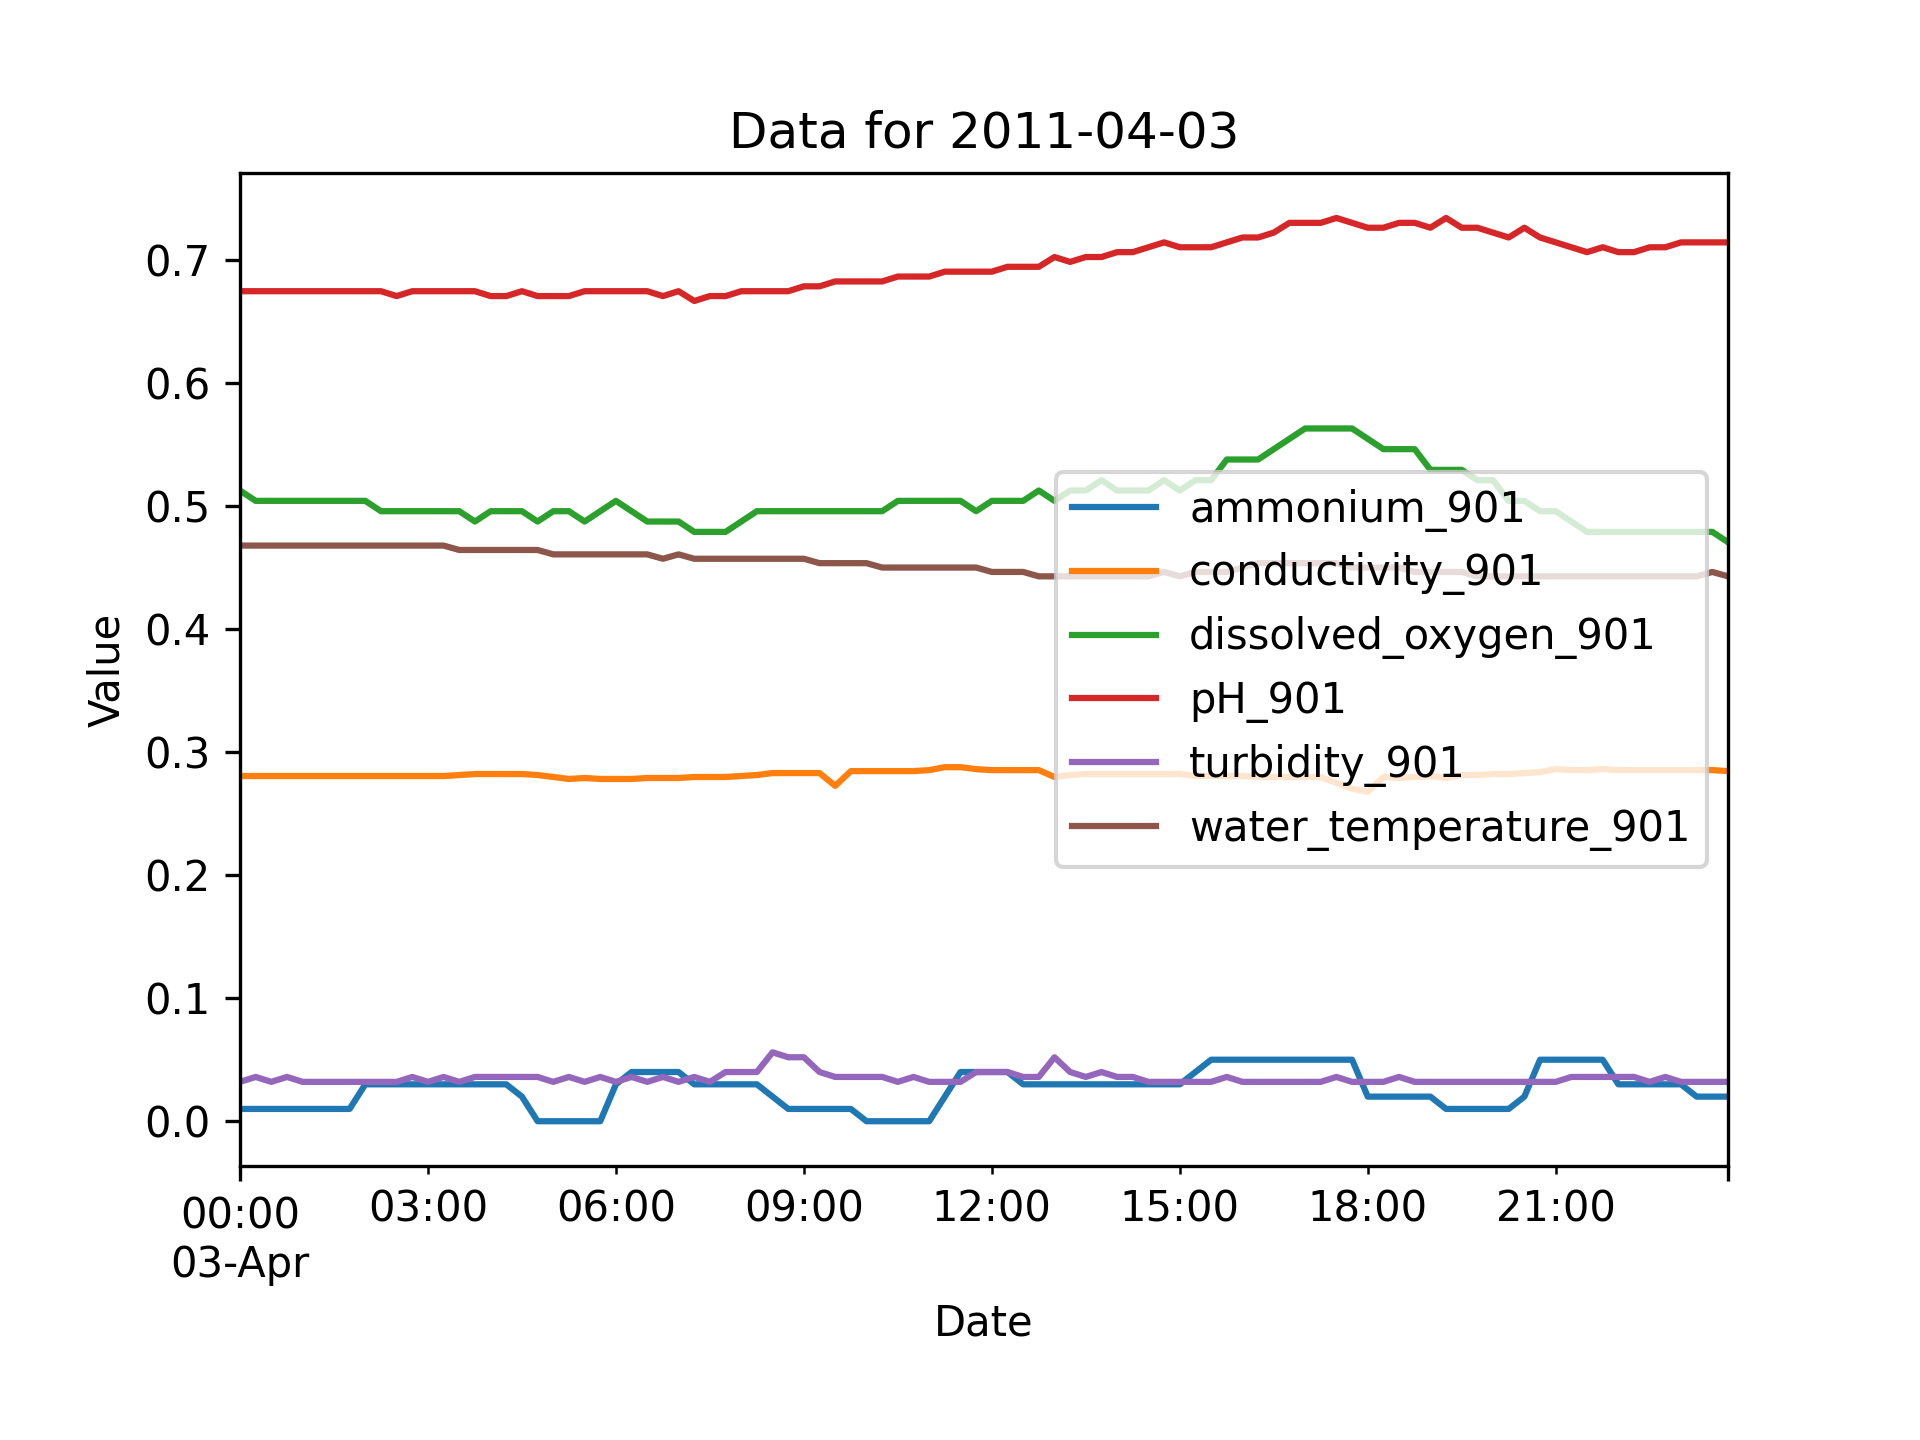 Data for 2011-04-03
Value
0.7
0.6
0.5
0.4
0.3
0.2
0.1
0.0
ammonium_901
conductivity_901
dissolved_oxygen_901
pH_901
turbidity_901
water_temperature_901
00:00 03:00 06:00 09:00 12:00 15:00 18:00 21:00
03-Apr
Date